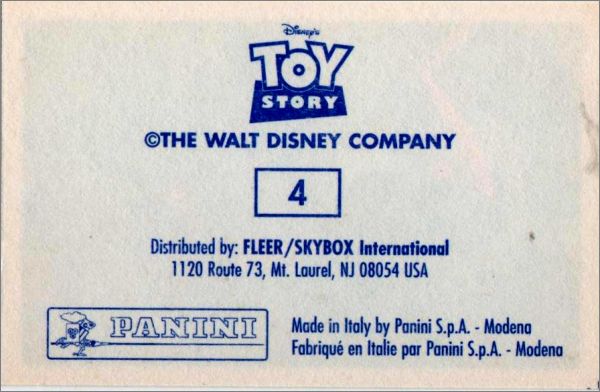 DISNEY'S
TOY
STORY
©THE WALT DISNEY COMPANY
4
Distributed by: FLEER/SKYBOX International
1120 Route 73, Mt. Laurel, NJ 08054 USA
PANINI
Made in Italy by Panini S.p.A. - Modena
Fabriqué en Italie par Panini S.p.A. - Modena